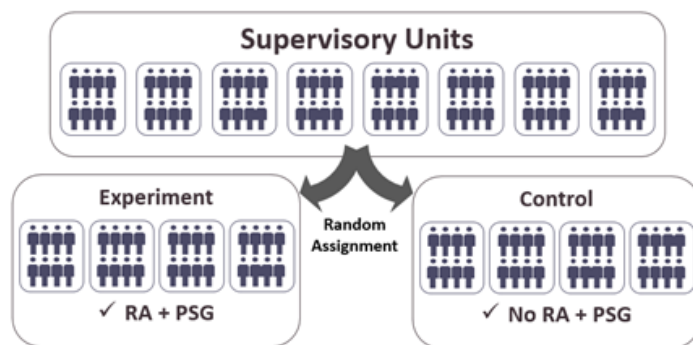 Supervisory Units
Experiment
Control
Random
Assignment
✓ RA + PSG
✓ No RA + PSG